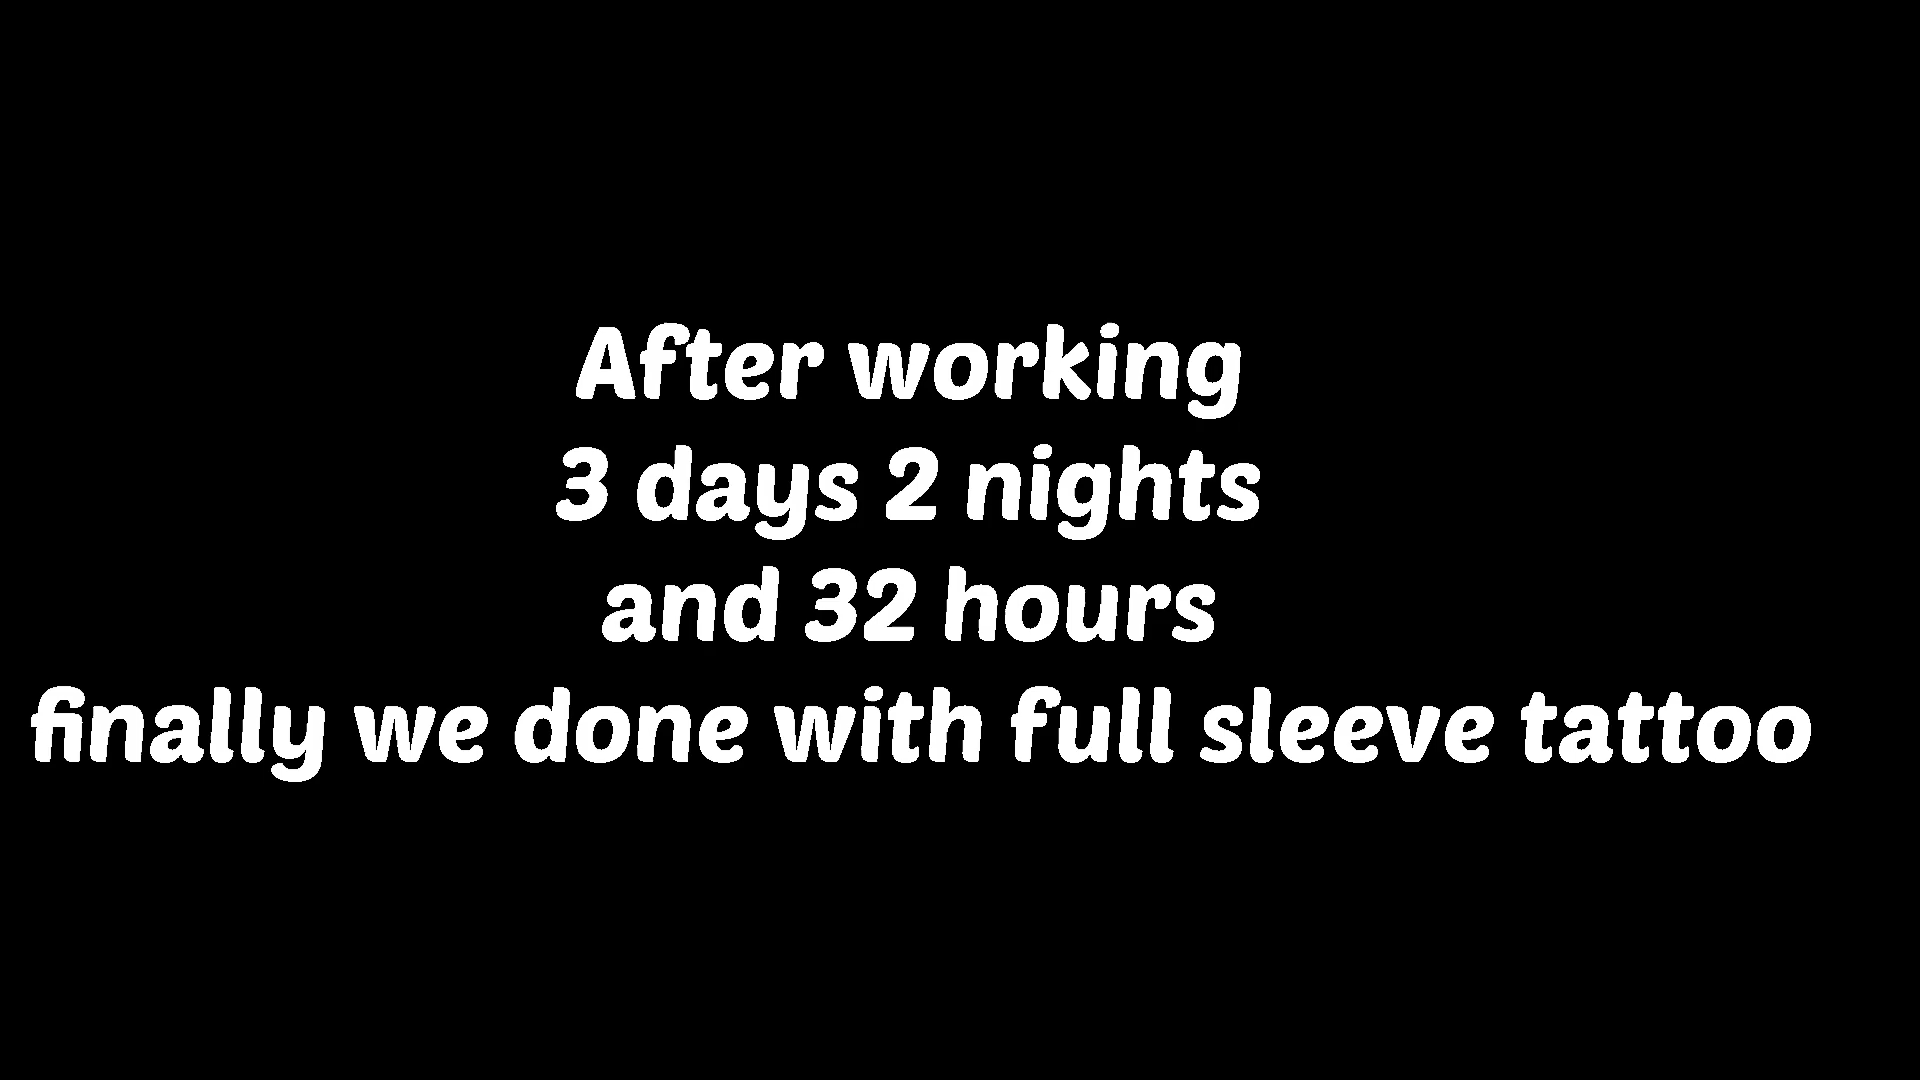 After working
3 days 2 nights
and 32 hours
finally we done with full sleeve tattoo